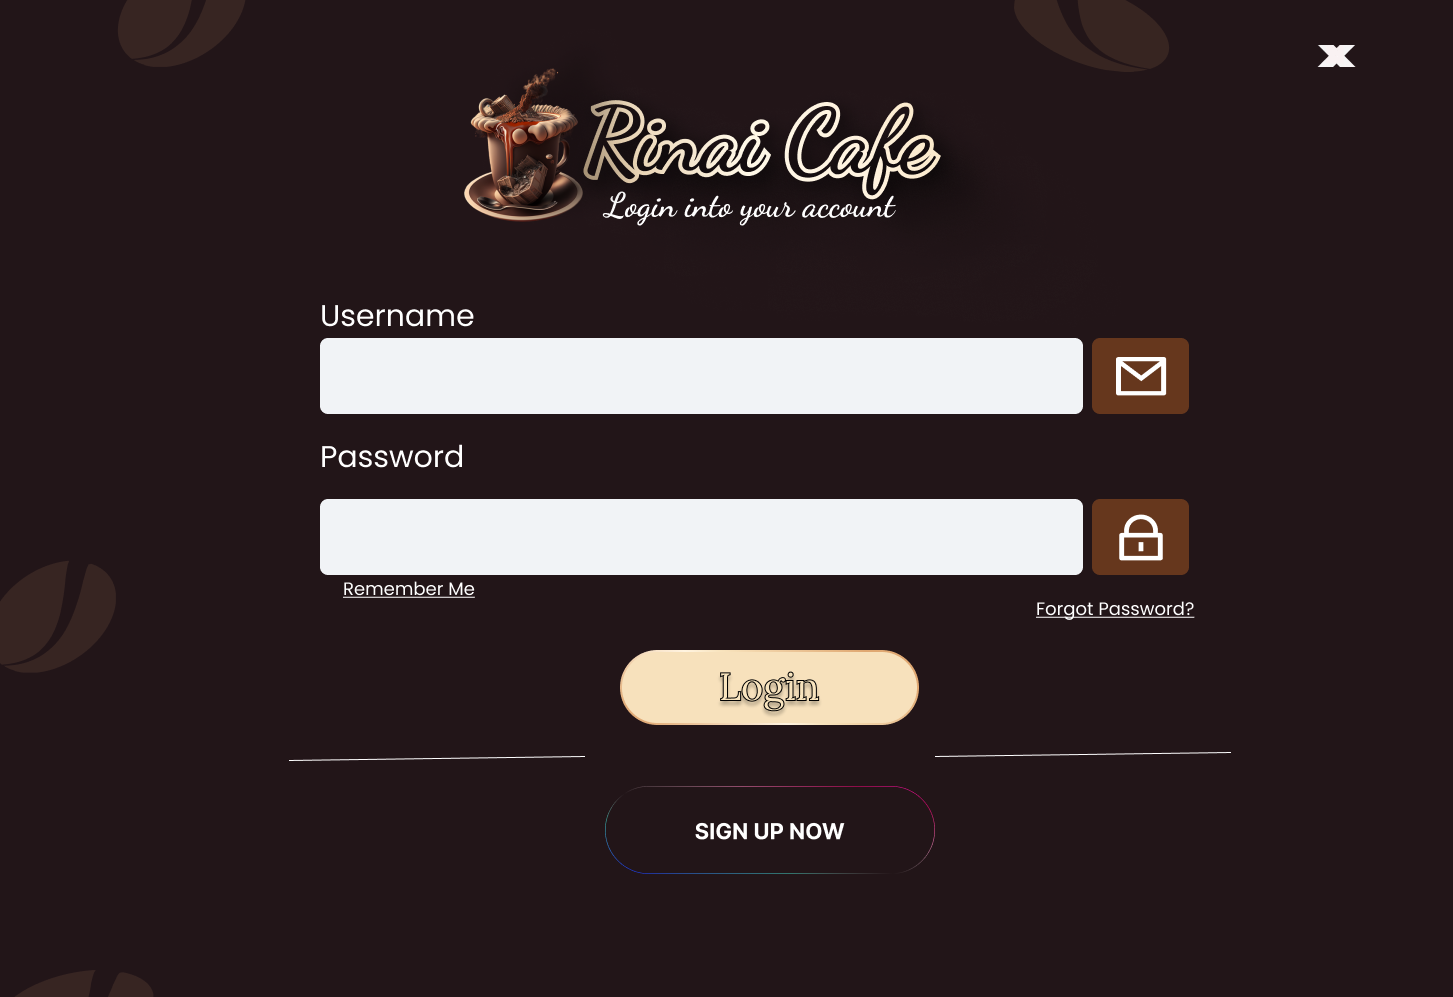 Rinai Cafe
Login into your account
Username
Password
Remember Me
Forgot Password?
Login
SIGN UP NOW